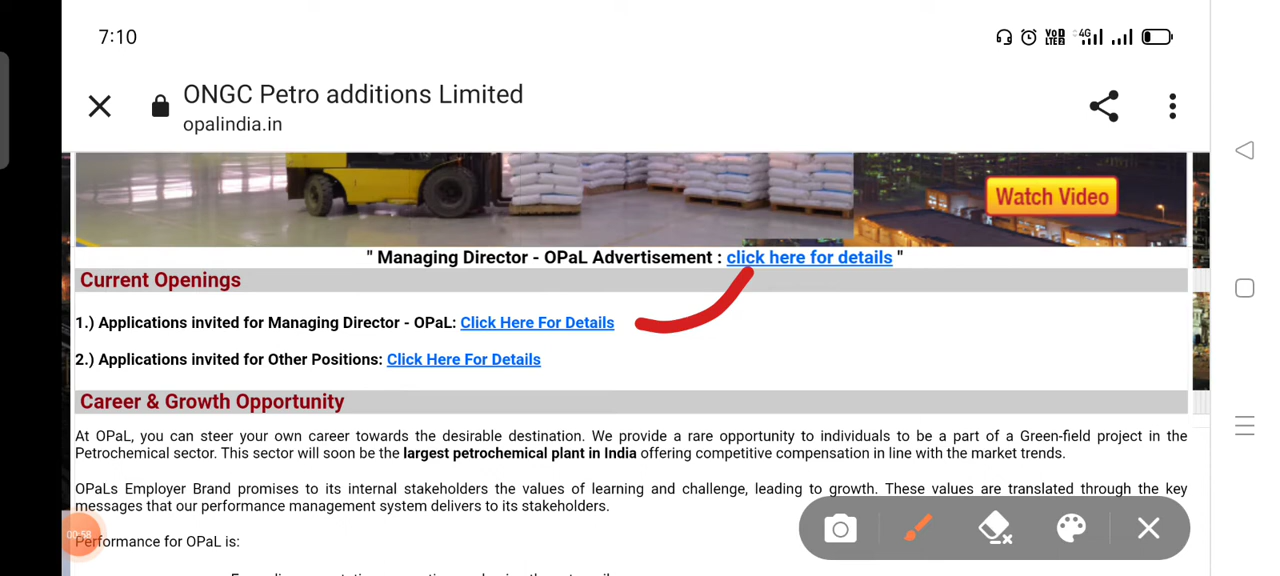 7:10
VoD
LTE2
4G
ONGC Petro additions Limited
opalindia.in
Watch Video
" Managing Director - OPaL Advertisement : click here for details "
Current Openings
1.) Applications invited for Managing Director - OPaL: Click Here For Details
2.) Applications invited for Other Positions: Click Here For Details
Career & Growth Opportunity
At OPaL, you can steer your own career towards the desirable destination. We provide a rare opportunity to individuals to be a part of a Green-field project in the
Petrochemical sector. This sector will soon be the largest petrochemical plant in India offering competitive compensation in line with the market trends.
OPaLs Employer Brand promises to its internal stakeholders the values of learning and challenge, leading to growth. These values are translated through the key
messages that our performance management system delivers to its stakeholders.
00:58
Performance for OPaL is: